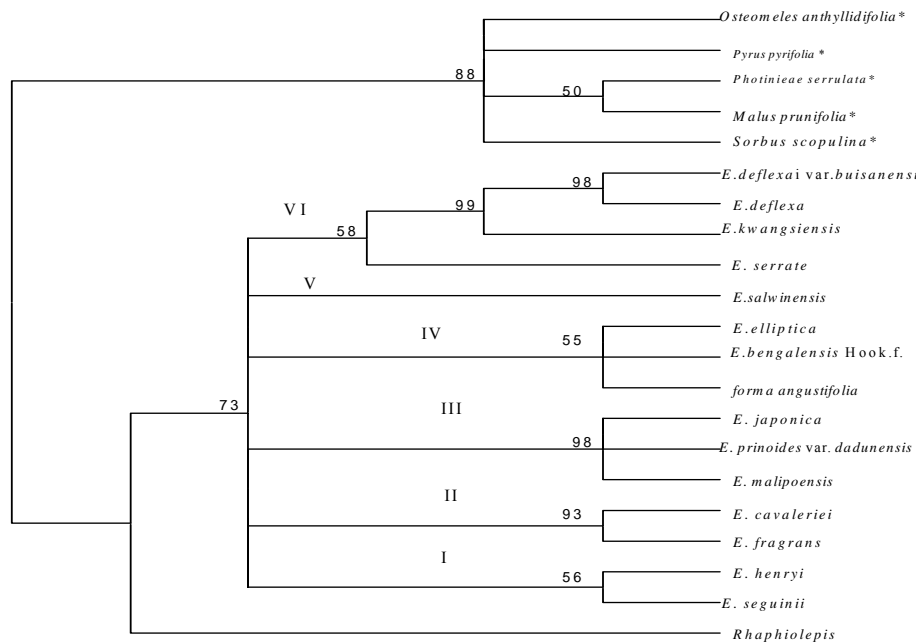 Osteomeles anthyllidifolia*
Pyrus pyrifolia *
88
50
Photinieae serrulata*
Malus prunifolia*
Sorbus scopulina*
E.deflexai var.buisanensi
98
E.deflexa
99
VI
E.kwangsiensis
58
E. serrate
V
E.salwinensis
E.elliptica
IV
55
E.bengalensis Hook.f.
forma angustifolia
73
III
E. japonica
98
E. prinoides var. dadunensis
E. malipoensis
II
93
E. cavaleriei
E. fragrans
I
56
E. henryi
E. seguinii
Rhaphiolepis